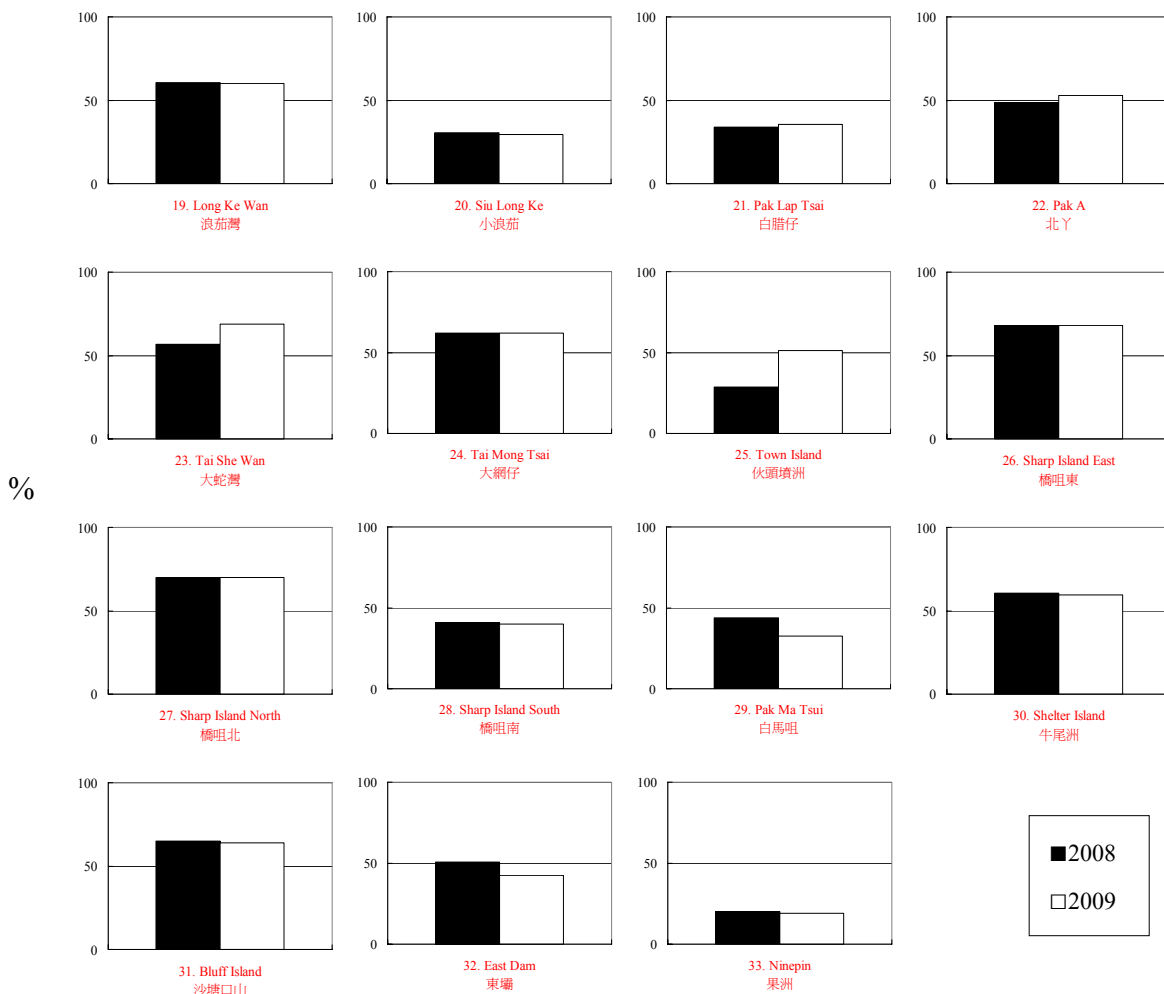 100
50
0
19. Long Ke Wan
浪茄灣
100
50
0
20. Siu Long Ke
小浪茄
100
50
0
21. Pak Lap Tsai
白腊仔
100
50
0
22. Pak A
北丫
100
50
0
23. Tai She Wan
大蛇灣
100
50
0
24. Tai Mong Tsai
大網仔
100
50
0
25. Town Island
伙頭墳洲
100
50
0
26. Sharp Island East
橋咀東
%
100
50
0
27. Sharp Island North
橋咀北
100
50
0
28. Sharp Island South
橋咀南
100
50
0
29. Pak Ma Tsui
白馬咀
100
50
0
30. Shelter Island
牛尾洲
100
50
0
31. Bluff Island
沙塘口山
100
50
0
32. East Dam
東壩
100
50
0
33. Ninepin
果洲
2008
2009